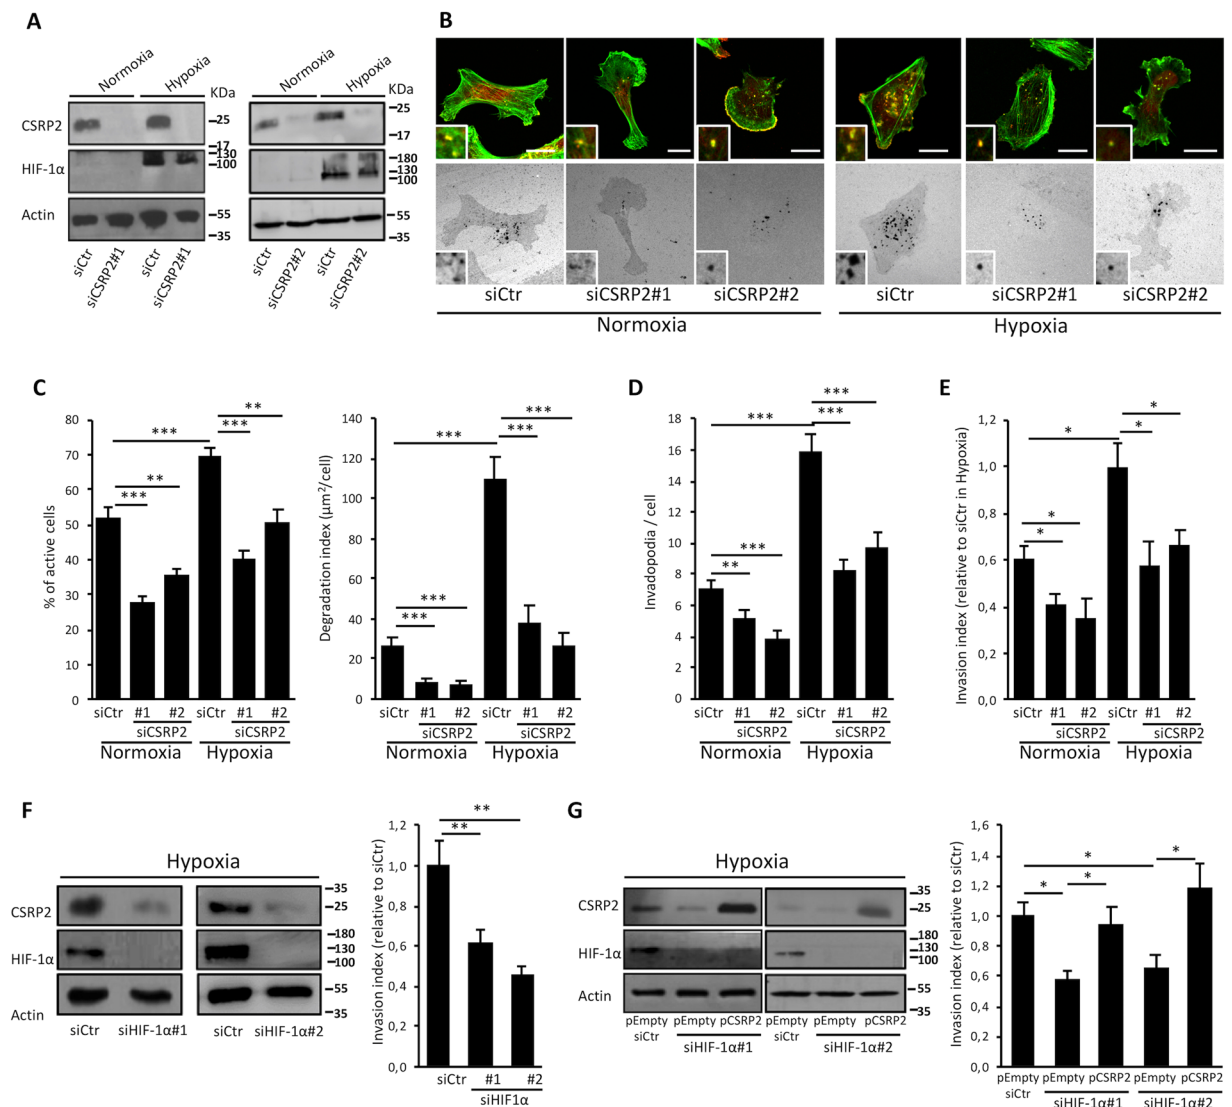 A
Normoxia
Hypoxia
KDa
CSRP2
HIF-1α
Actin
25
17
130
100
55
35
siCtr
siCSRP2#1
siCtr
siCSRP2#1
Normoxia
Hypoxia
KDa
25
17
180
130
100
55
35
siCtr
siCSRP2#2
siCtr
siCSRP2#2
B
siCtr siCSRP2#1 siCSRP2#2 siCtr siCSRP2#1 siCSRP2#2
Normoxia Hypoxia
C
% of active cells
80
70
60
50
40
30
20
10
0
*** ** *** *** **
siCtr #1 #2 siCtr #1 #2
siCSRP2 siCSRP2
Normoxia Hypoxia
Degradation index (µm²/cell)
140
120
100
80
60
40
20
0
*** *** *** *** ***
siCtr #1 #2 siCtr #1 #2
siCSRP2 siCSRP2
Normoxia Hypoxia
D
Invadopodia / cell
18
16
14
12
10
8
6
4
2
0
** *** *** *** ***
siCtr #1 #2 siCtr #1 #2
siCSRP2 siCSRP2
Normoxia Hypoxia
E
Invasion index (relative to siCtr in Hypoxia)
1,2
1,0
0,8
0,6
0,4
0,2
0,0
* * * * *
siCtr #1 #2 siCtr #1 #2
siCSRP2 siCSRP2
Normoxia Hypoxia
F
Hypoxia
CSRP2
HIF-1α
Actin
35
25
180
130
100
55
35
siCtr siHIF-1α#1 siCtr siHIF-1α#2
Invasion index (relative to siCtr)
1,2
1,0
0,8
0,6
0,4
0,2
0,0
** **
siCtr #1 #2
siHIF1α
G
Hypoxia
CSRP2
HIF-1α
Actin
35
25
180
130
100
55
35
pEmpty pEmpty pCSRP2 pEmpty pEmpty pCSRP2
siCtr siHIF-1α#1 siCtr siHIF-1α#2
Invasion index (relative to siCtr)
1,6
1,4
1,2
1,0
0,8
0,6
0,4
0,2
0,0
* * * *
pEmpty pEmpty pCSRP2 pEmpty pCSRP2
siCtr siHIF-1α#1 siHIF-1α#2